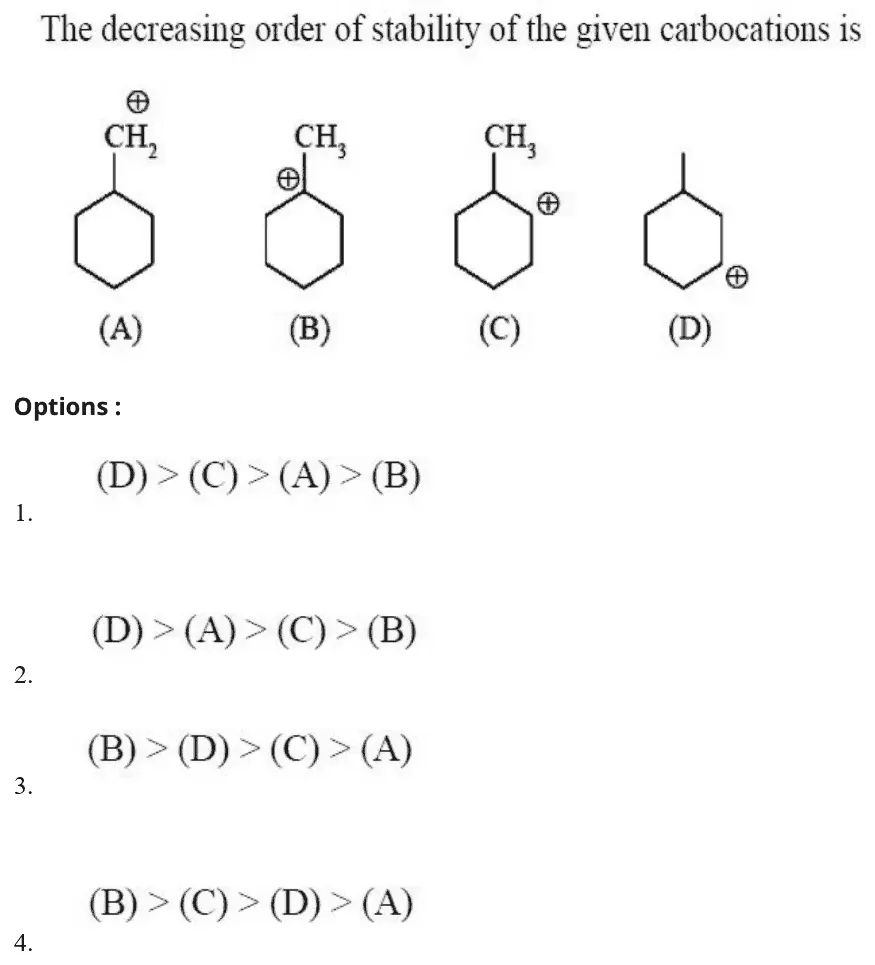 The decreasing order of stability of the given carbocations is
⊕ CH₂ CH₃ ⊕ CH₃ ⊕ ⊕
(A) (B) (C) (D)
Options :
(D) > (C) > (A) > (B)
1.
(D) > (A) > (C) > (B)
2.
(B) > (D) > (C) > (A)
3.
(B) > (C) > (D) > (A)
4.